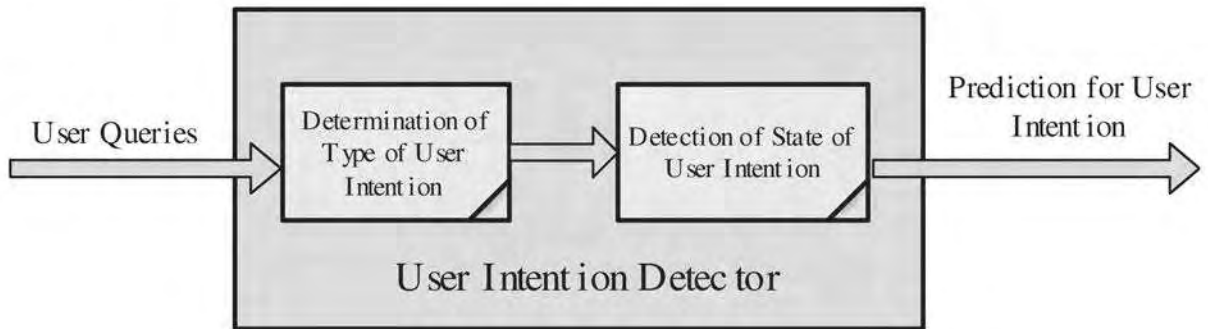 User Queries
Determination of
Type of User
Intention
Detection of State of
User Intention
Prediction for User
Intention
User Intention Detector